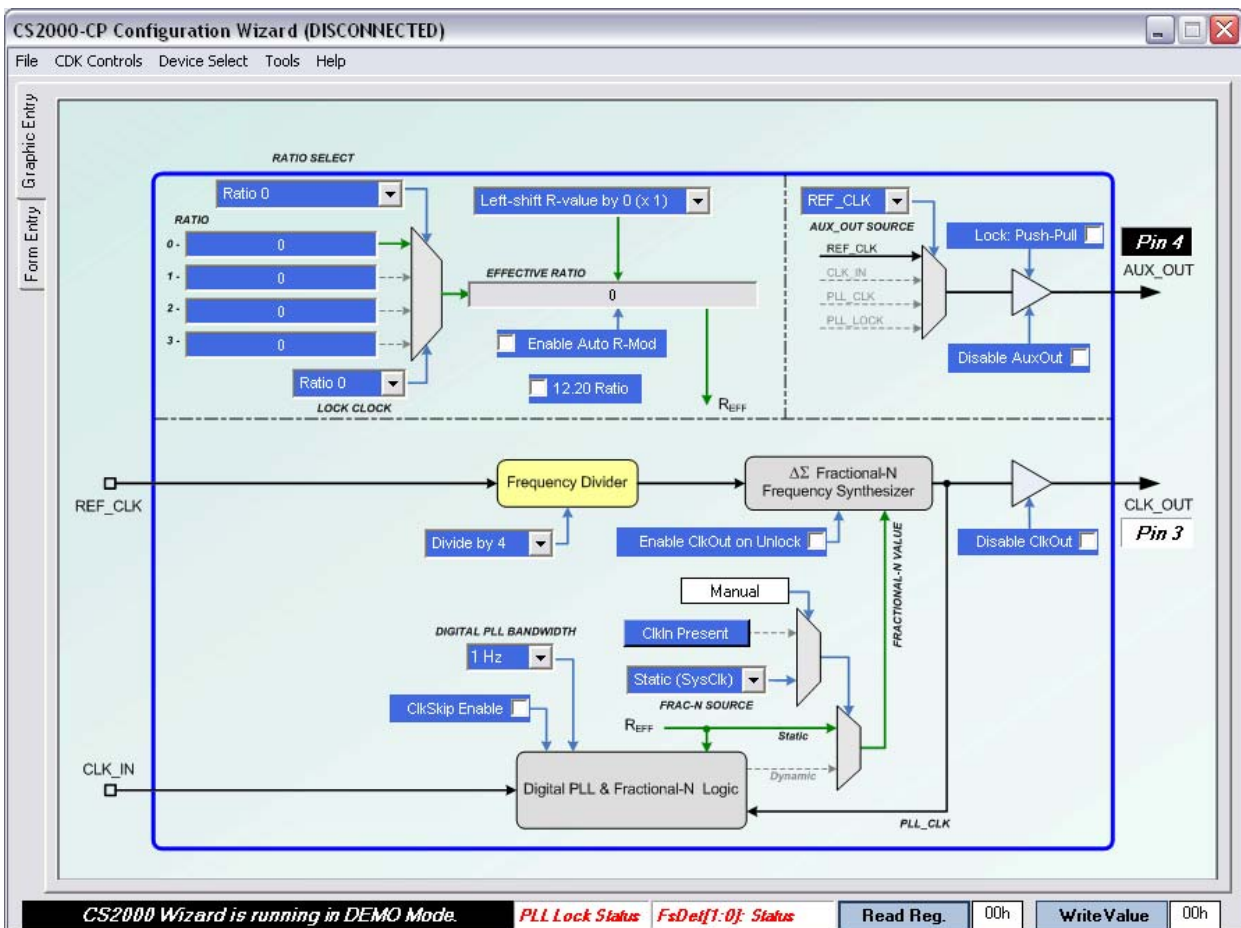 CS2000-CP Configuration Wizard (DISCONNECTED)
File CDK Controls Device Select Tools Help
Graphic Entry
Form Entry
RATIO SELECT
Ratio 0
Left-shift R-value by 0 (x 1)
REF_CLK
RATIO
AUX_OUT SOURCE
Lock: Push-Pull
Pin 4
0 - 0
REF_CLK
AUX_OUT
1 - 0
EFFECTIVE RATIO
CLK_IN
0
2 - 0
PLL_CLK
3 - 0
PLL_LOCK
Enable Auto R-Mod
Disable AuxOut
Ratio 0
12.20 Ratio
LOCK CLOCK
REFF
REF_CLK
Frequency Divider
ΔΣ Fractional-N
Frequency Synthesizer
CLK_OUT
Divide by 4
Enable ClkOut on Unlock
Disable ClkOut
Pin 3
FRACTIONAL-N VALUE
Manual
DIGITAL PLL BANDWIDTH
ClkIn Present
1 Hz
Static (SysClk)
ClkSkip Enable
FRAC-N SOURCE
REFF
Static
CLK_IN
Dynamic
Digital PLL & Fractional-N Logic
PLL_CLK
CS2000 Wizard is running in DEMO Mode.
PLL Lock Status
FsDet[1:0]: Status
Read Reg.
00h
Write Value
00h